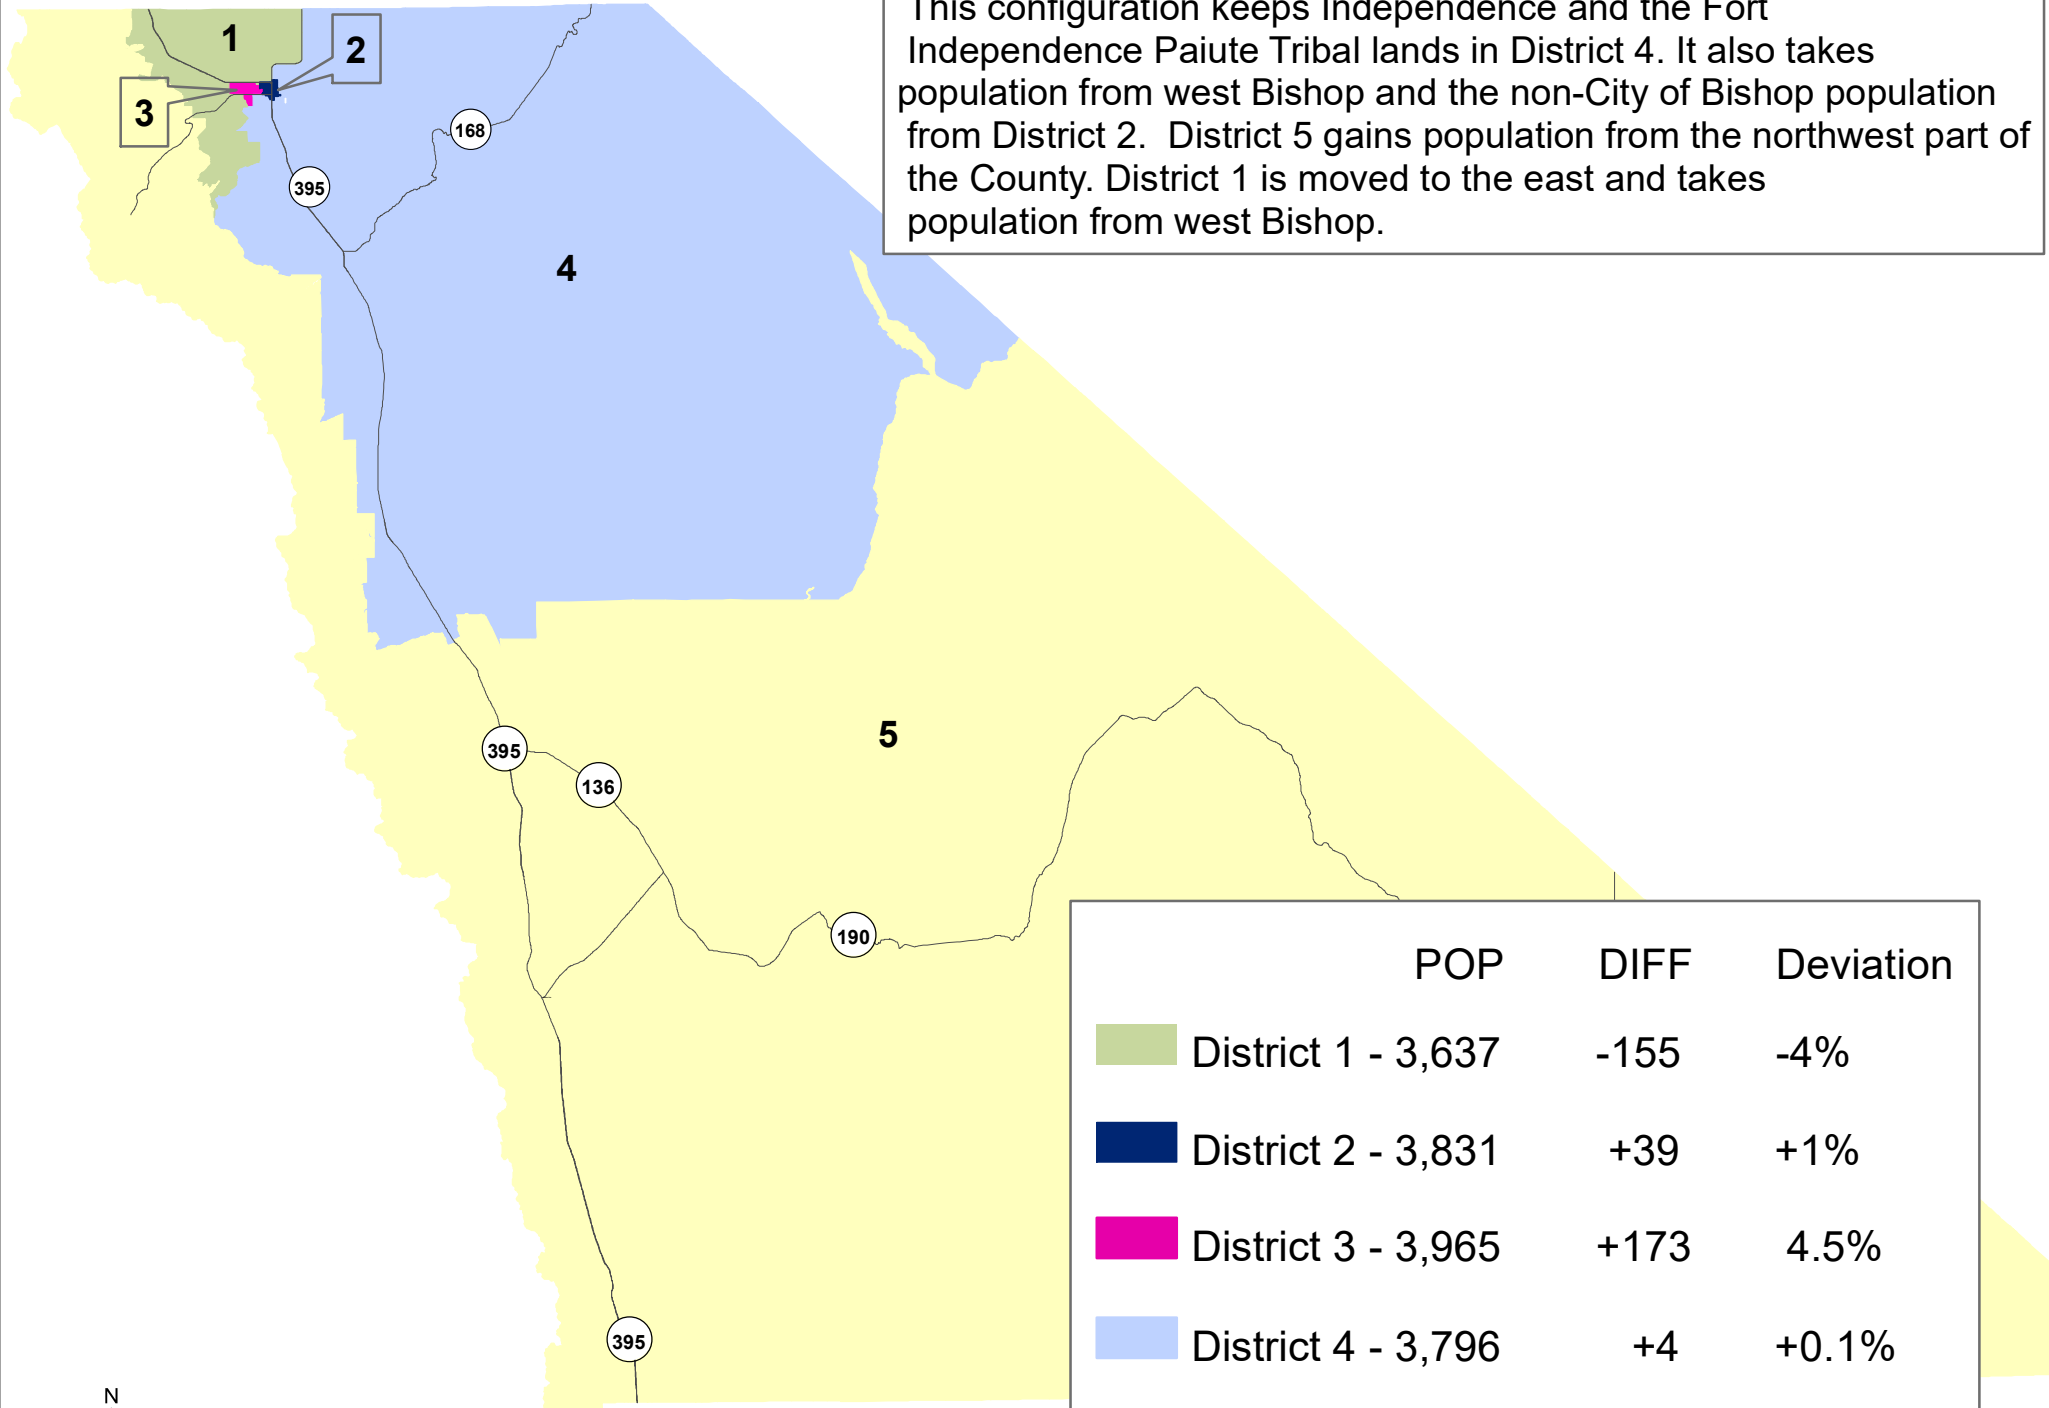 This configuration keeps Independence and the Fort
Independence Paiute Tribal lands in District 4. It also takes
population from west Bishop and the non-City of Bishop population
from District 2.  District 5 gains population from the northwest part of
the County. District 1 is moved to the east and takes
population from west Bishop.
1
2
3
168
395
4
395
136
5
190
395
N
POP DIFF Deviation
District 1 - 3,637 -155 -4%
District 2 - 3,831 +39 +1%
District 3 - 3,965 +173 4.5%
District 4 - 3,796 +4 +0.1%